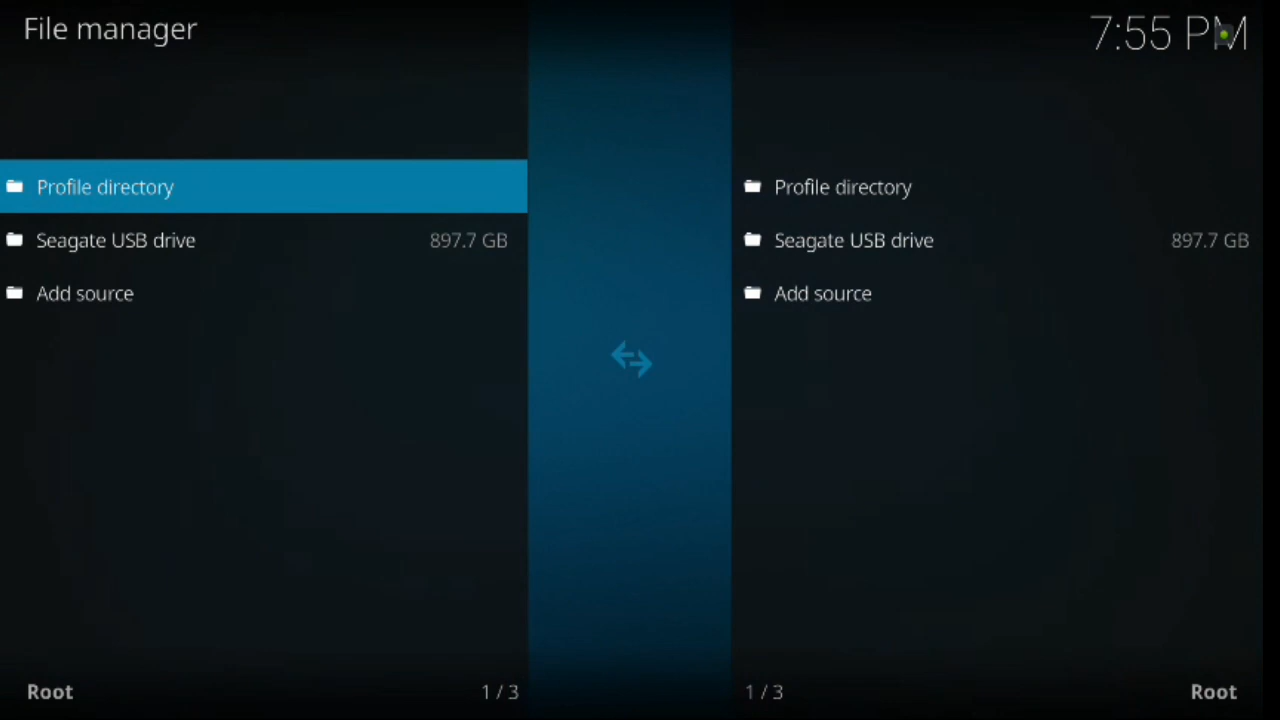 File manager
7:55 PM
Profile directory
Seagate USB drive 897.7 GB
Add source
Profile directory
Seagate USB drive 897.7 GB
Add source
Root 1 / 3
1 / 3 Root